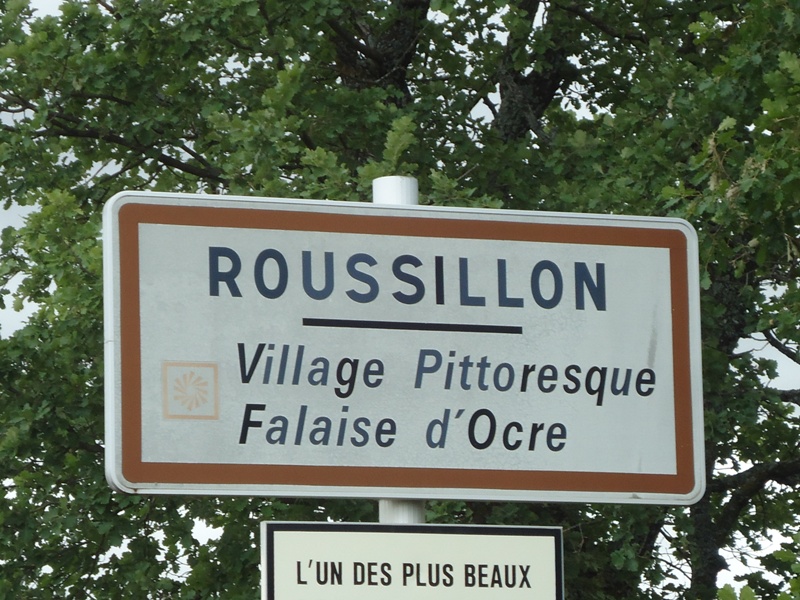 ROUSSILLON
Village Pittoresque
Falaise d'Ocre
L'UN DES PLUS BEAUX